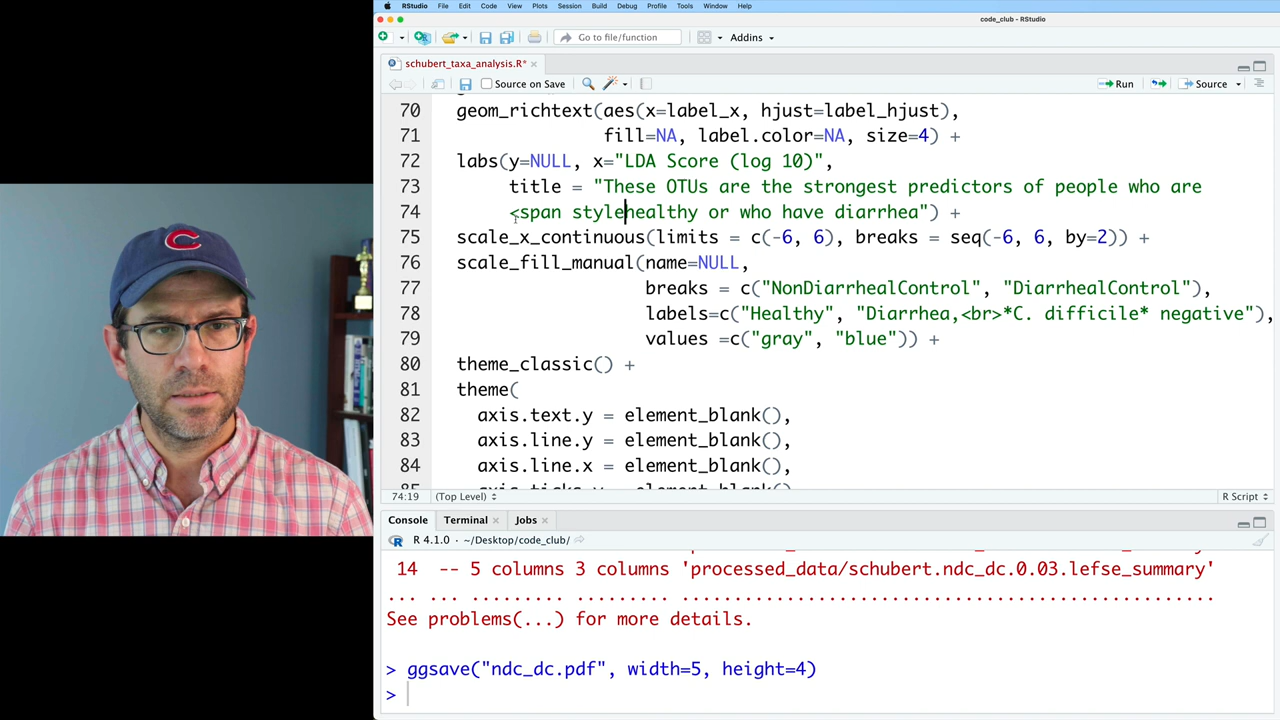 RStudio File Edit Code View Plots Session Build Debug Profile Tools Window Help
code_club - RStudio
Go to file/function Addins
schubert_taxa_analysis.R*
Source on Save Run Source
70 geom_richtext(aes(x=label_x, hjust=label_hjust),
71 fill=NA, label.color=NA, size=4) +
72 labs(y=NULL, x="LDA Score (log 10)",
73 title = "These OTUs are the strongest predictors of people who are
74 <span stylehealthy or who have diarrhea") +
75 scale_x_continuous(limits = c(-6, 6), breaks = seq(-6, 6, by=2)) +
76 scale_fill_manual(name=NULL,
77 breaks = c("NonDiarrhealControl", "DiarrhealControl"),
78 labels=c("Healthy", "Diarrhea,<br>*C. difficile* negative"),
79 values =c("gray", "blue")) +
80 theme_classic() +
81 theme(
82 axis.text.y = element_blank(),
83 axis.line.y = element_blank(),
84 axis.line.x = element_blank(),
85 axis.ticks.y = element_blank()
74:19 (Top Level) R Script
Console Terminal Jobs
R 4.1.0 · ~/Desktop/code_club/
14 -- 5 columns 3 columns 'processed_data/schubert.ndc_dc.0.03.lefse_summary'
... ... ......... ......... ...................................................
See problems(...) for more details.
> ggsave("ndc_dc.pdf", width=5, height=4)
>